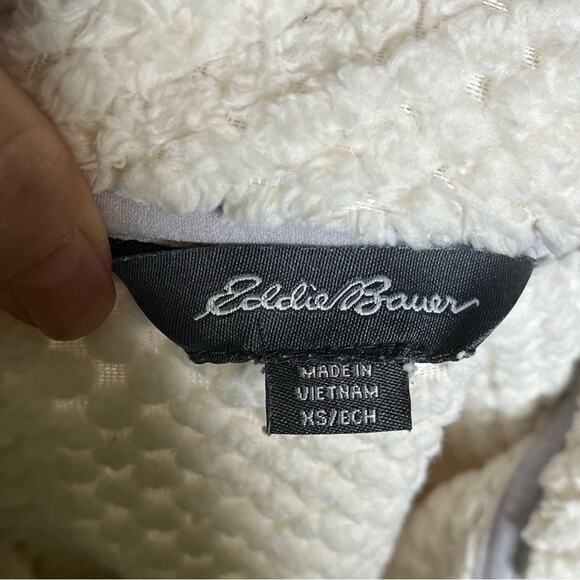 Eddie Bauer
MADE IN
VIETNAM
XS/ECH